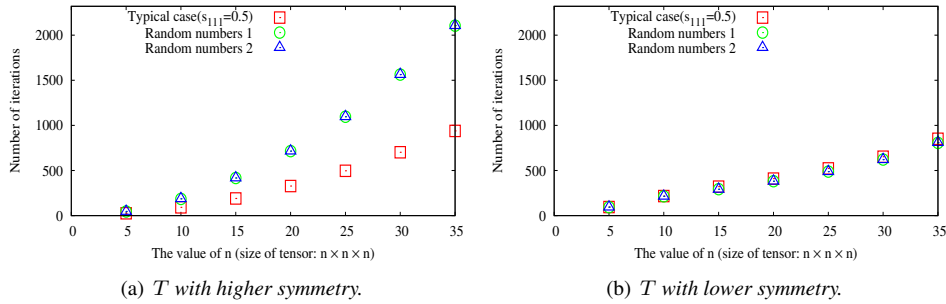 Typical case(s111=0.5)
Random numbers 1
Random numbers 2
Number of iterations
2000
1500
1000
500
0
0 5 10 15 20 25 30 35
The value of n (size of tensor: n × n × n)
(a) T with higher symmetry.
Typical case(s111=0.5)
Random numbers 1
Random numbers 2
Number of iterations
2000
1500
1000
500
0
0 5 10 15 20 25 30 35
The value of n (size of tensor: n × n × n)
(b) T with lower symmetry.